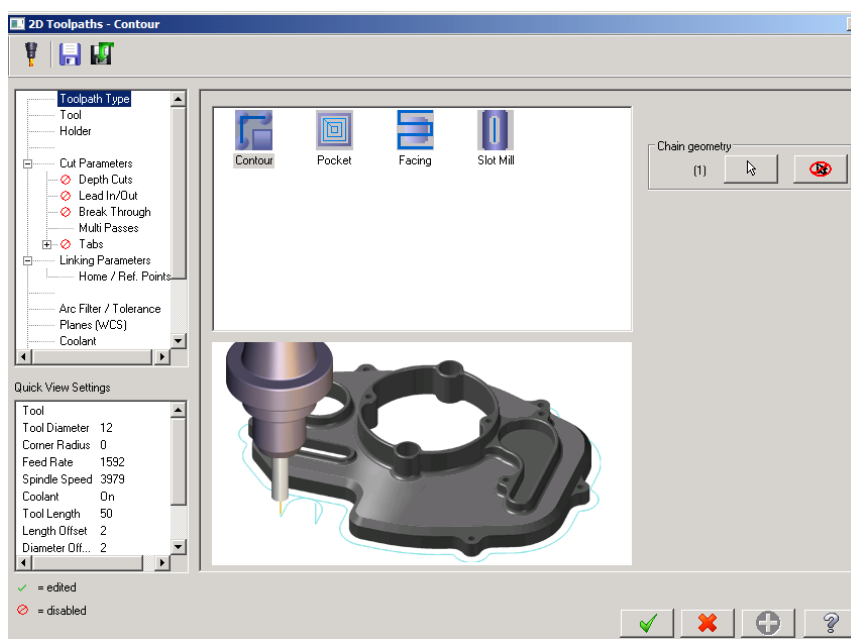 2D Toolpaths - Contour
Toolpath Type
Tool
Holder
Cut Parameters
Depth Cuts
Lead In/Out
Break Through
Multi Passes
Tabs
Linking Parameters
Home / Ref. Points
Arc Filter / Tolerance
Planes (WCS)
Coolant
Contour
Pocket
Facing
Slot Mill
Chain geometry
(1)
Quick View Settings
Tool
Tool Diameter 12
Corner Radius 0
Feed Rate 1592
Spindle Speed 3979
Coolant On
Tool Length 50
Length Offset 2
Diameter Off... 2
= edited
= disabled